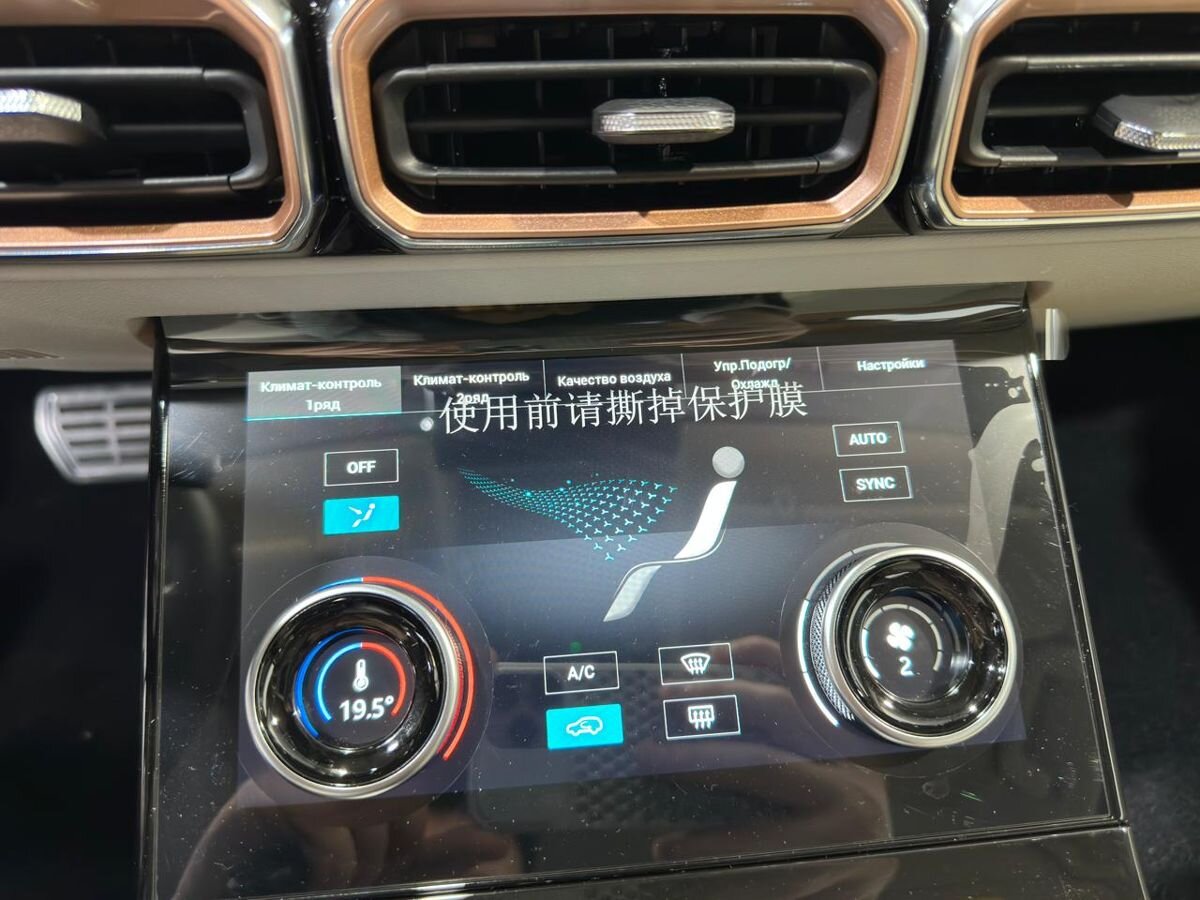 Климат-контроль
1ряд
Климат-контроль
2ряд
Качество воздуха
Упр.Подогр/
Охлажд.
Настройки
使用前请撕掉保护膜
OFF
AUTO
SYNC
19.5°
A/C
2